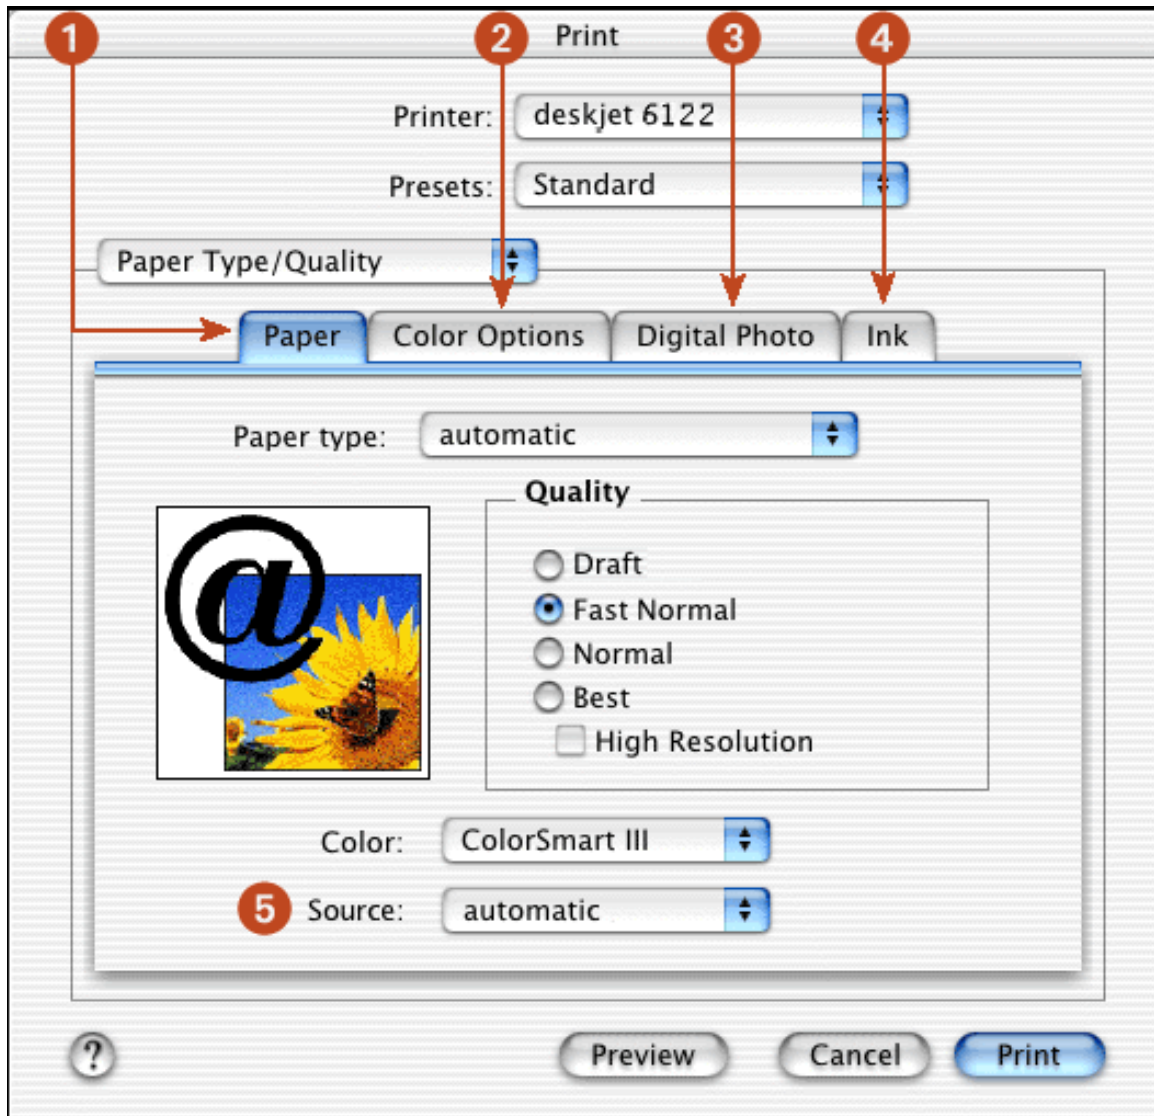 1 2 Print 3 4
Printer: deskjet 6122
Presets: Standard
Paper Type/Quality
Paper Color Options Digital Photo Ink
Paper type: automatic
Quality
@
Draft
Fast Normal
Normal
Best
High Resolution
Color: ColorSmart III
5 Source: automatic
? Preview Cancel Print